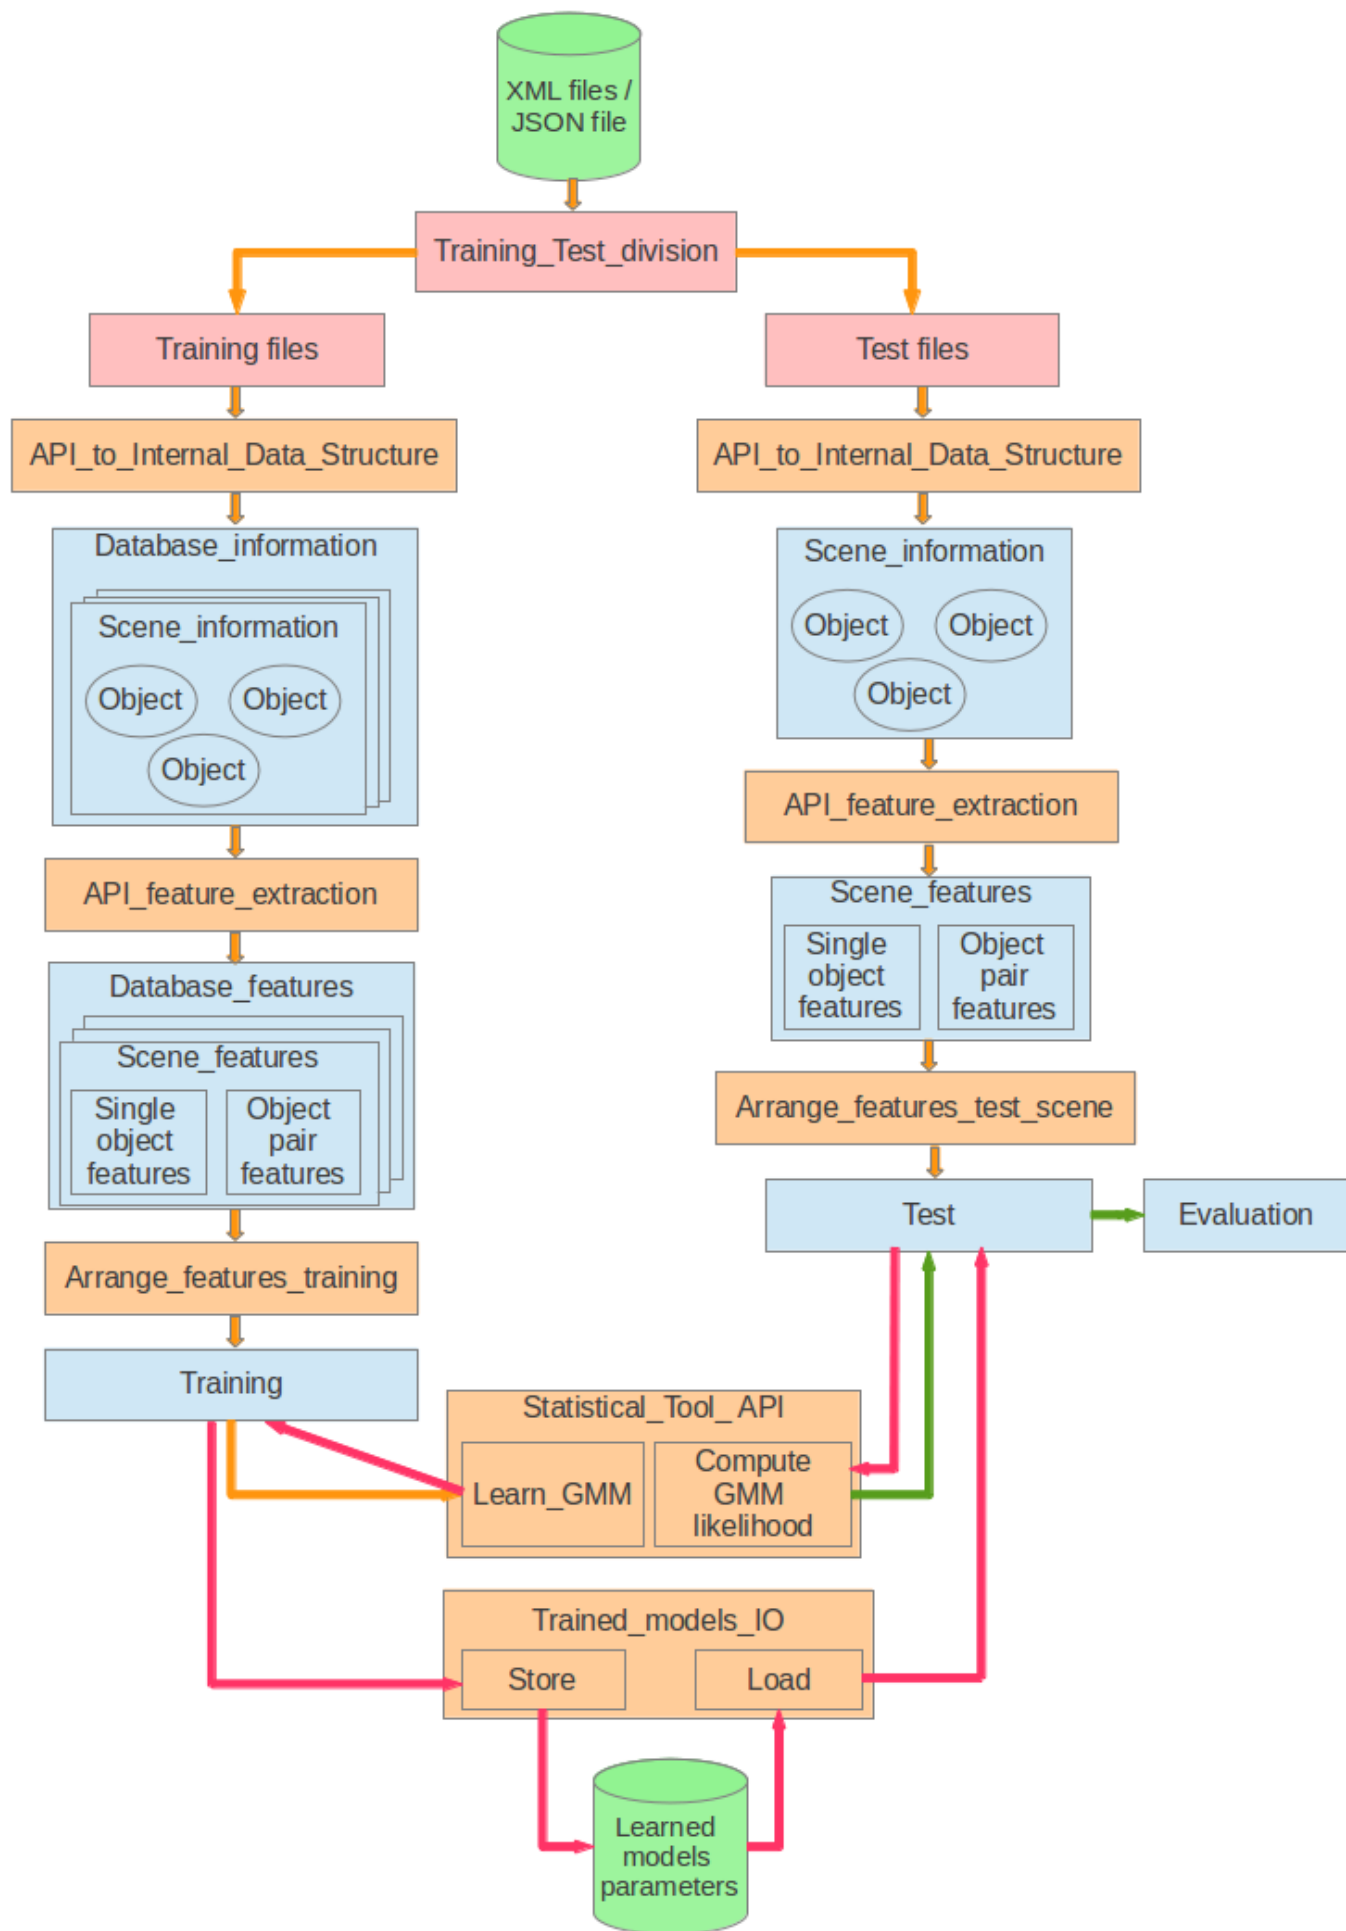 XML files /
JSON file
Training_Test_division
Training files
Test files
API_to_Internal_Data_Structure
API_to_Internal_Data_Structure
Database_information
Scene_information
Object
Object
Object
Scene_information
Object
Object
Object
API_feature_extraction
API_feature_extraction
Database_features
Scene_features
Single
object
features
Object
pair
features
Scene_features
Single
object
features
Object
pair
features
Arrange_features_training
Arrange_features_test_scene
Training
Test
Evaluation
Statistical_Tool_ API
Learn_GMM
Compute
GMM
likelihood
Trained_models_IO
Store
Load
Learned
models
parameters